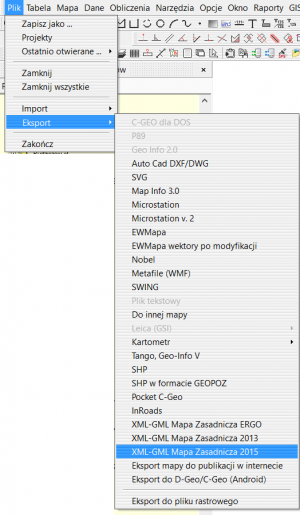 Plik Tabela Mapa Dane Obliczenia Narzędzia Opcje Okno Raporty GIS
Zapisz jako ...
Projekty
Ostatnio otwierane ...
Zamknij
Zamknij wszystkie
Import
Eksport
Zakończ
C-GEO dla DOS
P89
Geo Info 2.0
Auto Cad DXF/DWG
SVG
Map Info 3.0
Microstation
Microstation v. 2
EWMapa
EWMapa wektory po modyfikacji
Nobel
Metafile (WMF)
SWING
Plik tekstowy
Do innej mapy
Leica (GSI)
Kartometr
Tango, Geo-Info V
SHP
SHP w formacie GEOPOZ
Pocket C-Geo
InRoads
XML-GML Mapa Zasadnicza ERGO
XML-GML Mapa Zasadnicza 2013
XML-GML Mapa Zasadnicza 2015
Eksport mapy do publikacji w internecie
Eksport do D-Geo/C-Geo (Android)
Eksport do pliku rastrowego